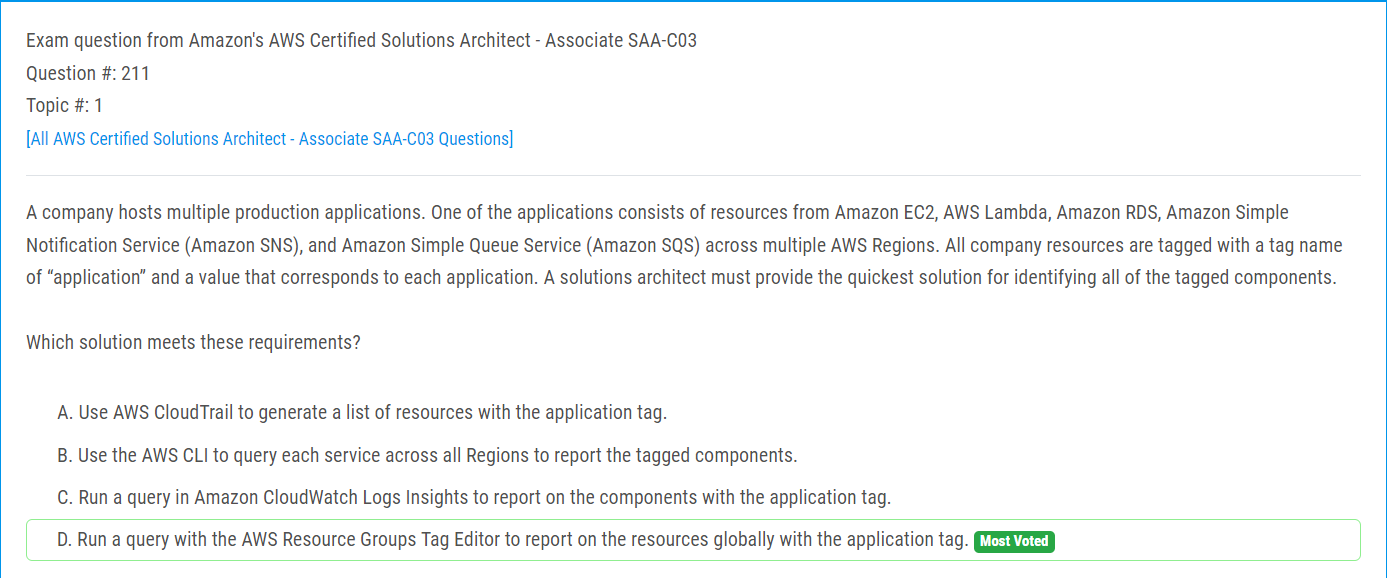 Exam question from Amazon's AWS Certified Solutions Architect - Associate SAA-C03
Question #: 211
Topic #: 1
[All AWS Certified Solutions Architect - Associate SAA-C03 Questions]
A company hosts multiple production applications. One of the applications consists of resources from Amazon EC2, AWS Lambda, Amazon RDS, Amazon Simple
Notification Service (Amazon SNS), and Amazon Simple Queue Service (Amazon SQS) across multiple AWS Regions. All company resources are tagged with a tag name
of “application” and a value that corresponds to each application. A solutions architect must provide the quickest solution for identifying all of the tagged components.
Which solution meets these requirements?
A. Use AWS CloudTrail to generate a list of resources with the application tag.
B. Use the AWS CLI to query each service across all Regions to report the tagged components.
C. Run a query in Amazon CloudWatch Logs Insights to report on the components with the application tag.
D. Run a query with the AWS Resource Groups Tag Editor to report on the resources globally with the application tag. Most Voted